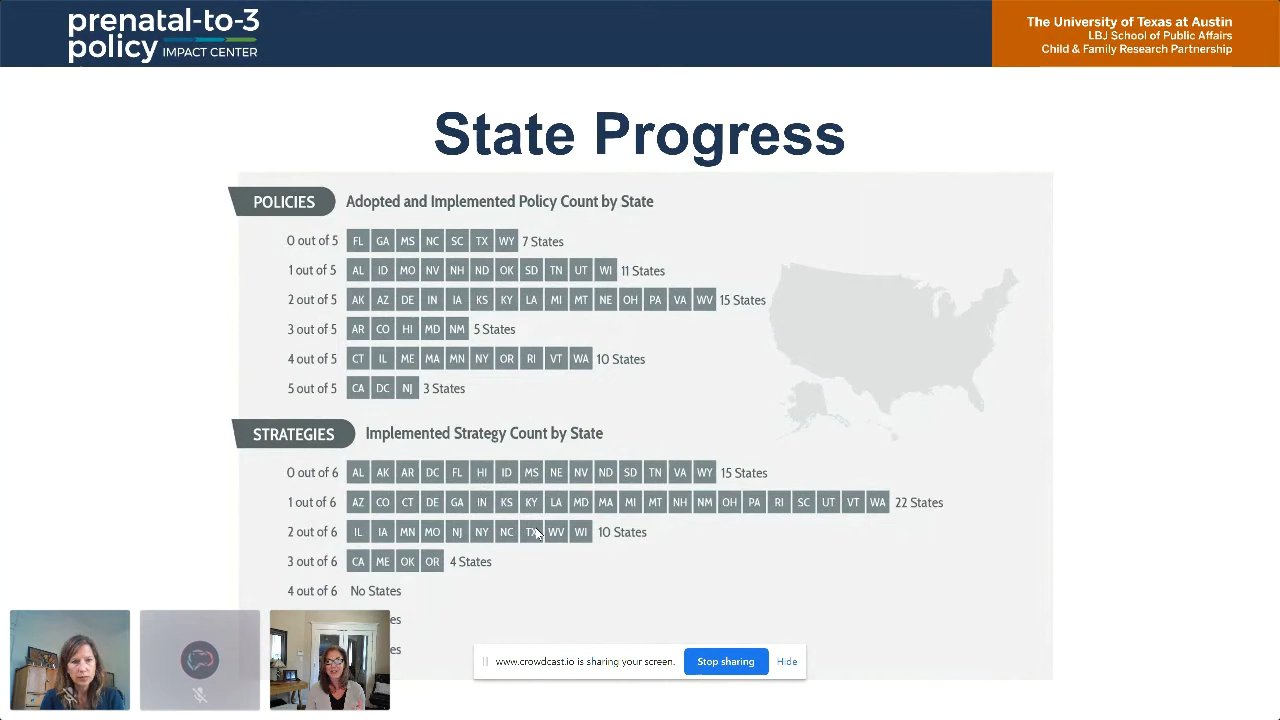 prenatal-to-3
policy IMPACT CENTER
The University of Texas at Austin
LBJ School of Public Affairs
Child & Family Research Partnership
State Progress
POLICIES Adopted and Implemented Policy Count by State
0 out of 5 FL GA MS NC SC TX WY 7 States
1 out of 5 AL ID MO NV NH ND OK SD TN UT WI 11 States
2 out of 5 AK AZ DE IN IA KS KY LA MI MT NE OH PA VA WV 15 States
3 out of 5 AR CO HI MD NM 5 States
4 out of 5 CT IL ME MA MN NY OR RI VT WA 10 States
5 out of 5 CA DC NJ 3 States
STRATEGIES Implemented Strategy Count by State
0 out of 6 AL AK AR DC FL HI ID MS NE NV ND SD TN VA WY 15 States
1 out of 6 AZ CO CT DE GA IN KS KY LA MD MA MI MT NH NM OH PA RI SC UT VT WA 22 States
2 out of 6 IL IA MN MO NJ NY NC TX WV WI 10 States
3 out of 6 CA ME OK OR 4 States
4 out of 6 No States
es
es
www.crowdcast.io is sharing your screen. Stop sharing Hide